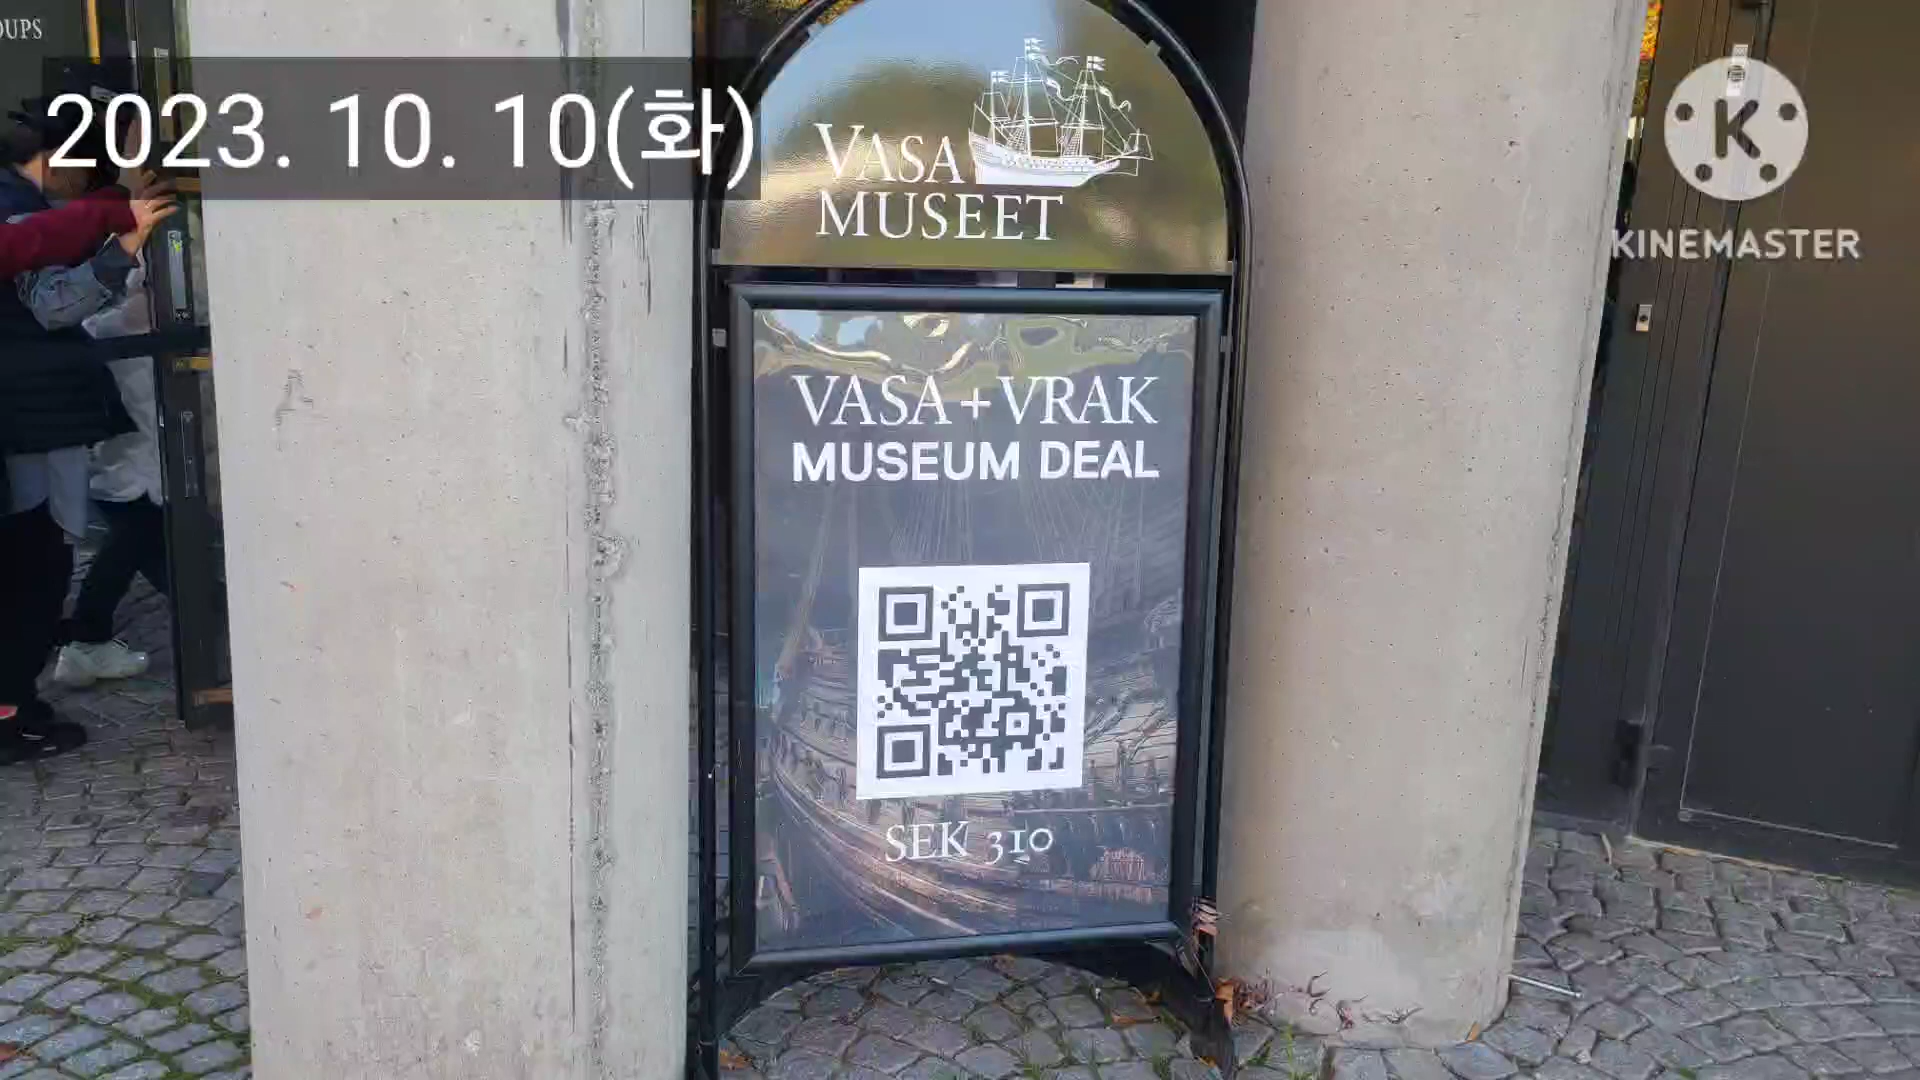 OUPS
2023. 10. 10(화)
VASA
MUSEET
KINEMASTER
VASA + VRAK
MUSEUM DEAL
SEK 310